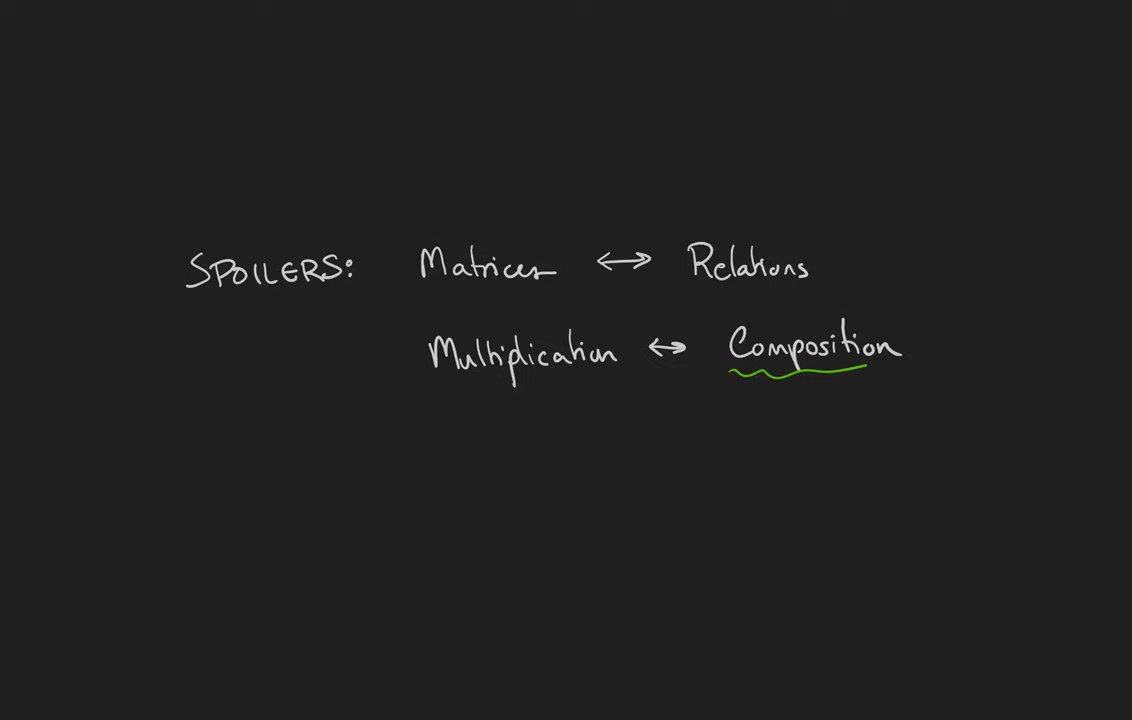 SPOILERS: Matrices ↔ Relations
Multiplication ↔ Composition